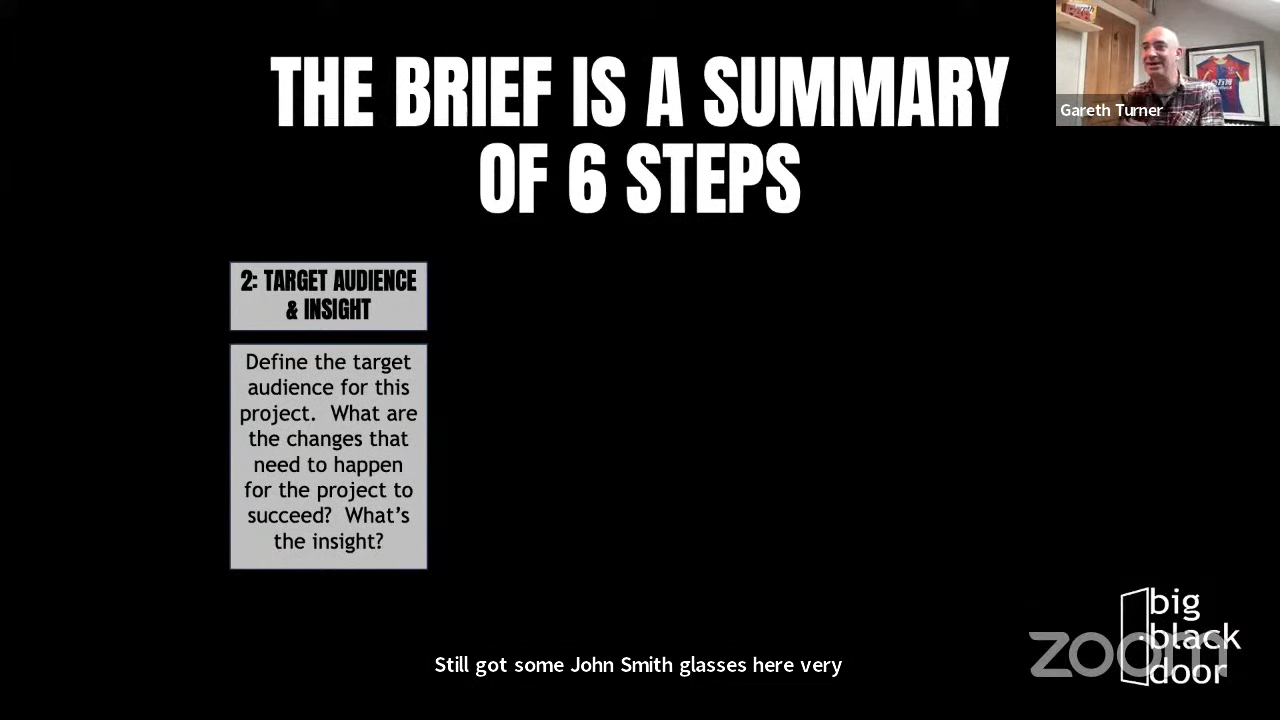 THE BRIEF IS A SUMMARY
OF 6 STEPS
Gareth Turner
2: TARGET AUDIENCE
& INSIGHT
Define the target
audience for this
project.  What are
the changes that
need to happen
for the project to
succeed?  What’s
the insight?
big
black
door
zoom
Still got some John Smith glasses here very